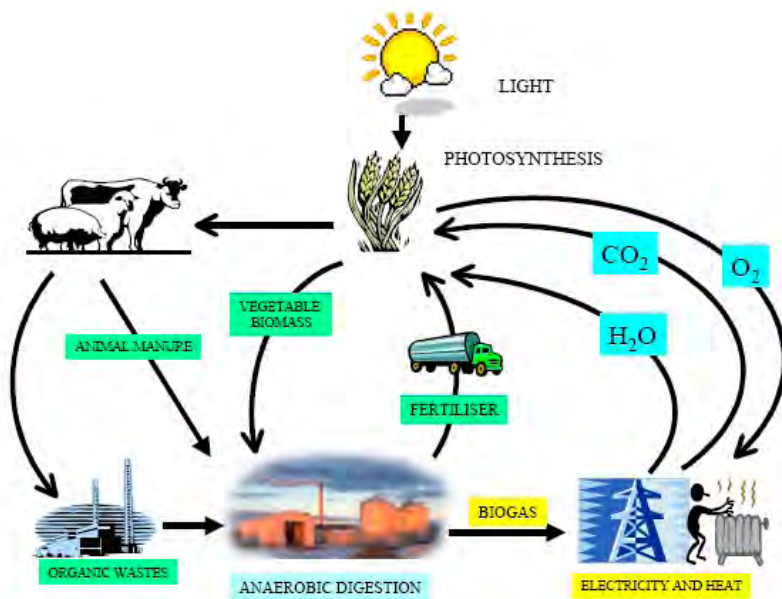 LIGHT
PHOTOSYNTHESIS
CO₂
O₂
H₂O
VEGETABLE
BIOMASS
ANIMAL MANURE
FERTILISER
BIOGAS
ORGANIC WASTES
ANAEROBIC DIGESTION
ELECTRICITY AND HEAT